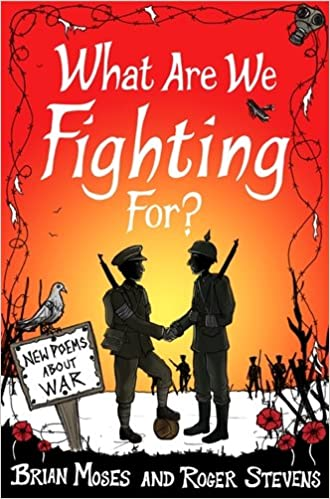 What Are We
Fighting
For?
NEW POEMS
ABOUT
WAR
BRIAN MOSES AND ROGER STEVENS